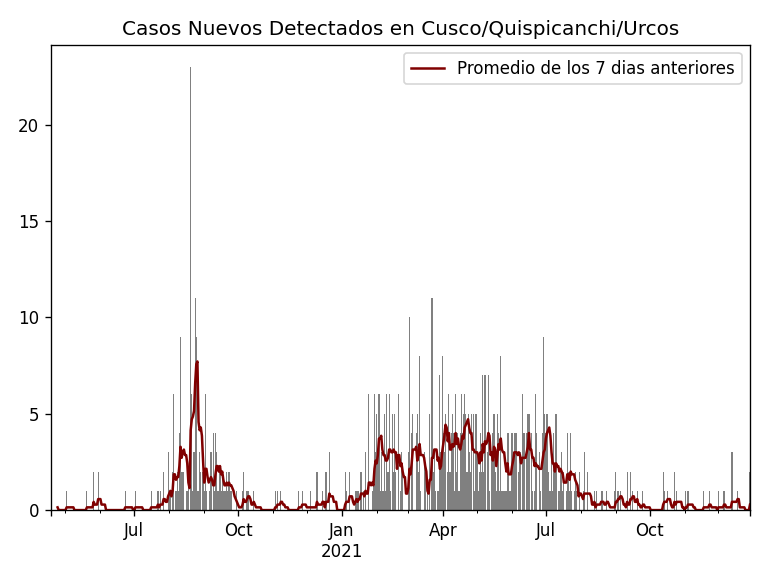 Casos Nuevos Detectados en Cusco/Quispicanchi/Urcos
Promedio de los 7 dias anteriores
20
15
10
5
0
Jul Oct Jan Apr Jul Oct
2021